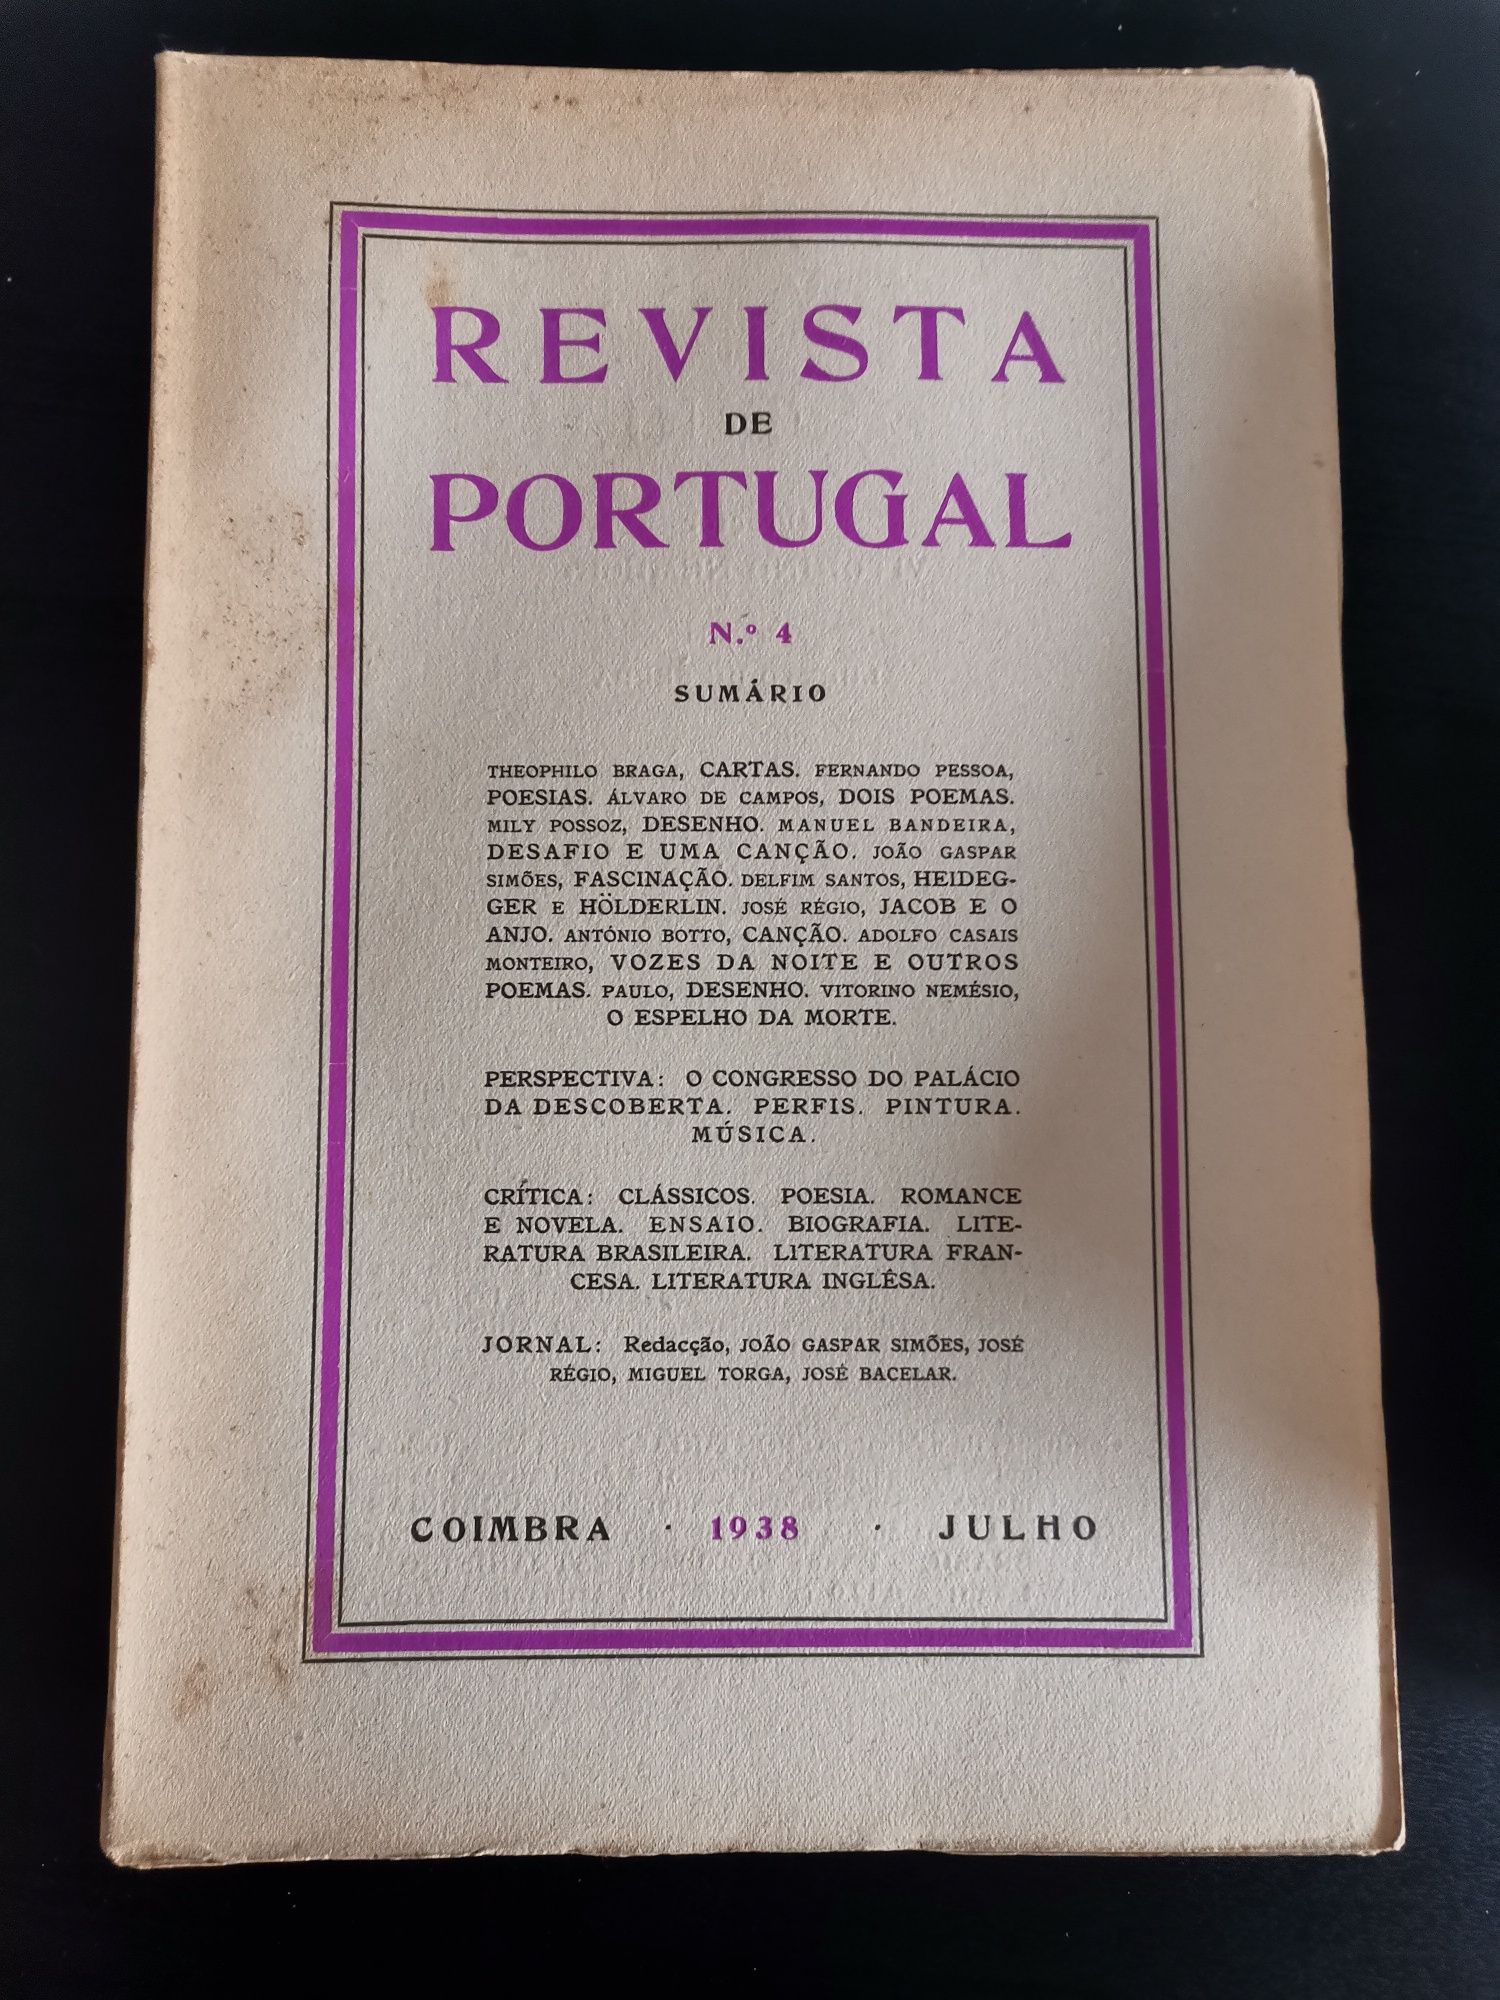 REVISTA
DE
PORTUGAL
N.º 4
SUMÁRIO
THEOPHILO BRAGA, CARTAS. FERNANDO PESSOA,
POESIAS. ÁLVARO DE CAMPOS, DOIS POEMAS.
MILY POSSOZ, DESENHO. MANUEL BANDEIRA,
DESAFIO E UMA CANÇÃO. JOÃO GASPAR
SIMÕES, FASCINAÇÃO. DELFIM SANTOS, HEIDEG-
GER E HÖLDERLIN. JOSÉ RÉGIO, JACOB E O
ANJO. ANTÓNIO BOTTO, CANÇÃO. ADOLFO CASAIS
MONTEIRO, VOZES DA NOITE E OUTROS
POEMAS. PAULO, DESENHO. VITORINO NEMÉSIO,
O ESPELHO DA MORTE.
PERSPECTIVA: O CONGRESSO DO PALÁCIO
DA DESCOBERTA. PERFIS. PINTURA.
MÚSICA.
CRÍTICA: CLÁSSICOS. POESIA. ROMANCE
E NOVELA. ENSAIO. BIOGRAFIA. LITE-
RATURA BRASILEIRA. LITERATURA FRAN-
CESA. LITERATURA INGLÊSA.
JORNAL: Redacção, JOÃO GASPAR SIMÕES, JOSÉ
RÉGIO, MIGUEL TORGA, JOSÉ BACELAR.
COIMBRA · 1938 · JULHO